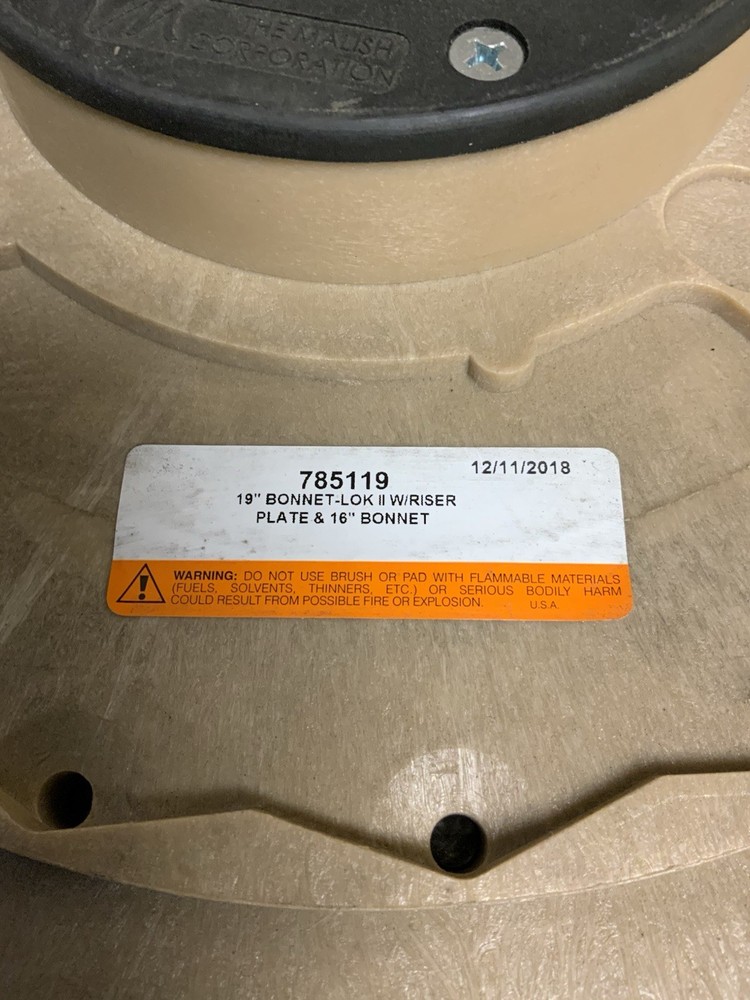 THE MALISH
CORPORATION
12/11/2018
785119
19" BONNET-LOK II W/RISER
PLATE & 16" BONNET
WARNING: DO NOT USE BRUSH OR PAD WITH FLAMMABLE MATERIALS
(FUELS, SOLVENTS, THINNERS, ETC.) OR SERIOUS BODILY HARM
COULD RESULT FROM POSSIBLE FIRE OR EXPLOSION. U.S.A.